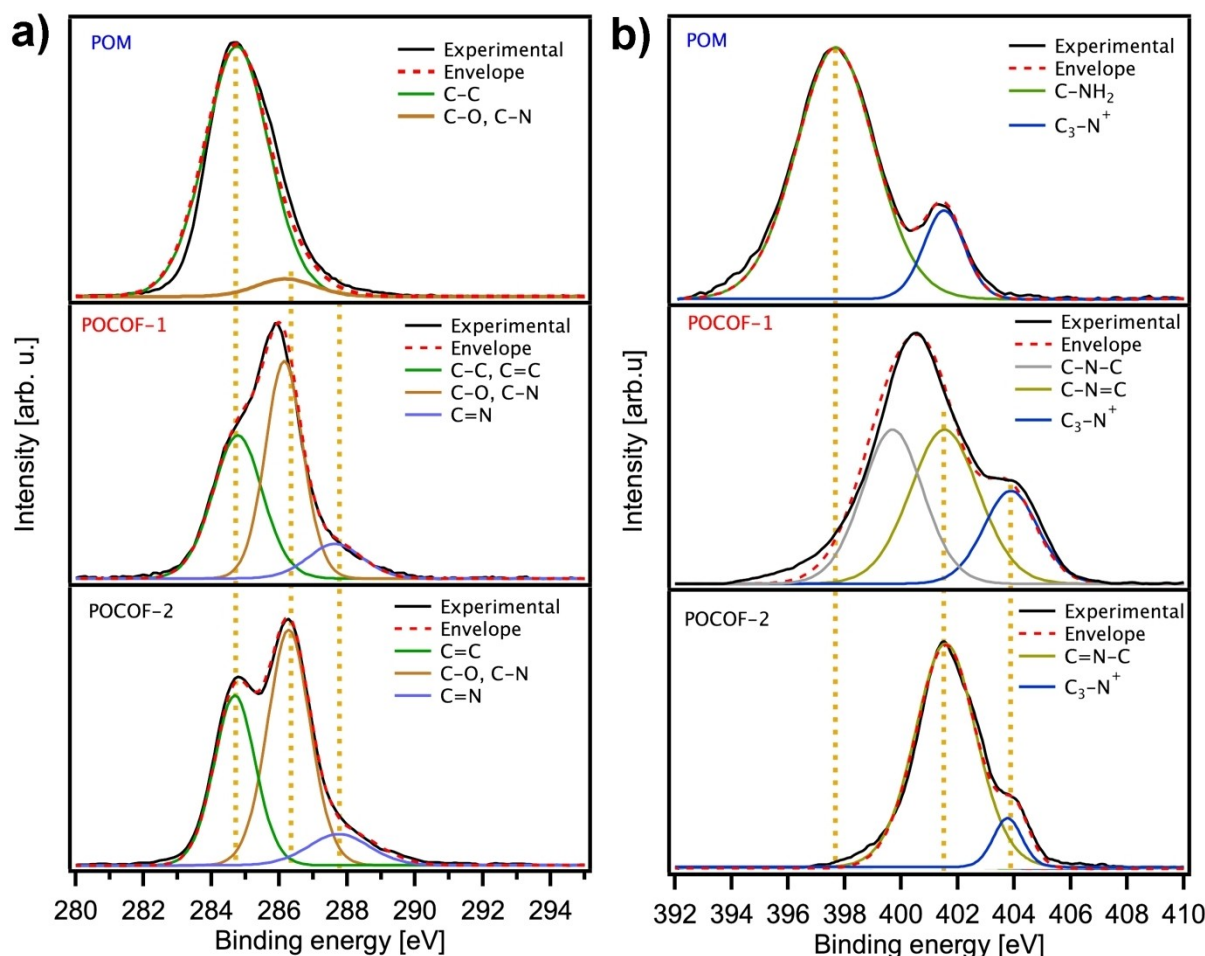 a)
POM
Experimental
Envelope
C–C
C–O, C–N
POCOF-1
Experimental
Envelope
C–C, C=C
C–O, C–N
C=N
POCOF-2
Experimental
Envelope
C=C
C–O, C–N
C=N
Intensity [arb. u.]
280 282 284 286 288 290 292 294
Binding energy [eV]
b)
POM
Experimental
Envelope
C–NH₂
C₃–N⁺
POCOF-1
Experimental
Envelope
C–N–C
C–N=C
C₃–N⁺
POCOF-2
Experimental
Envelope
C=N–C
C₃–N⁺
Intensity [arb.u]
392 394 396 398 400 402 404 406 408 410
Binding energy [eV]